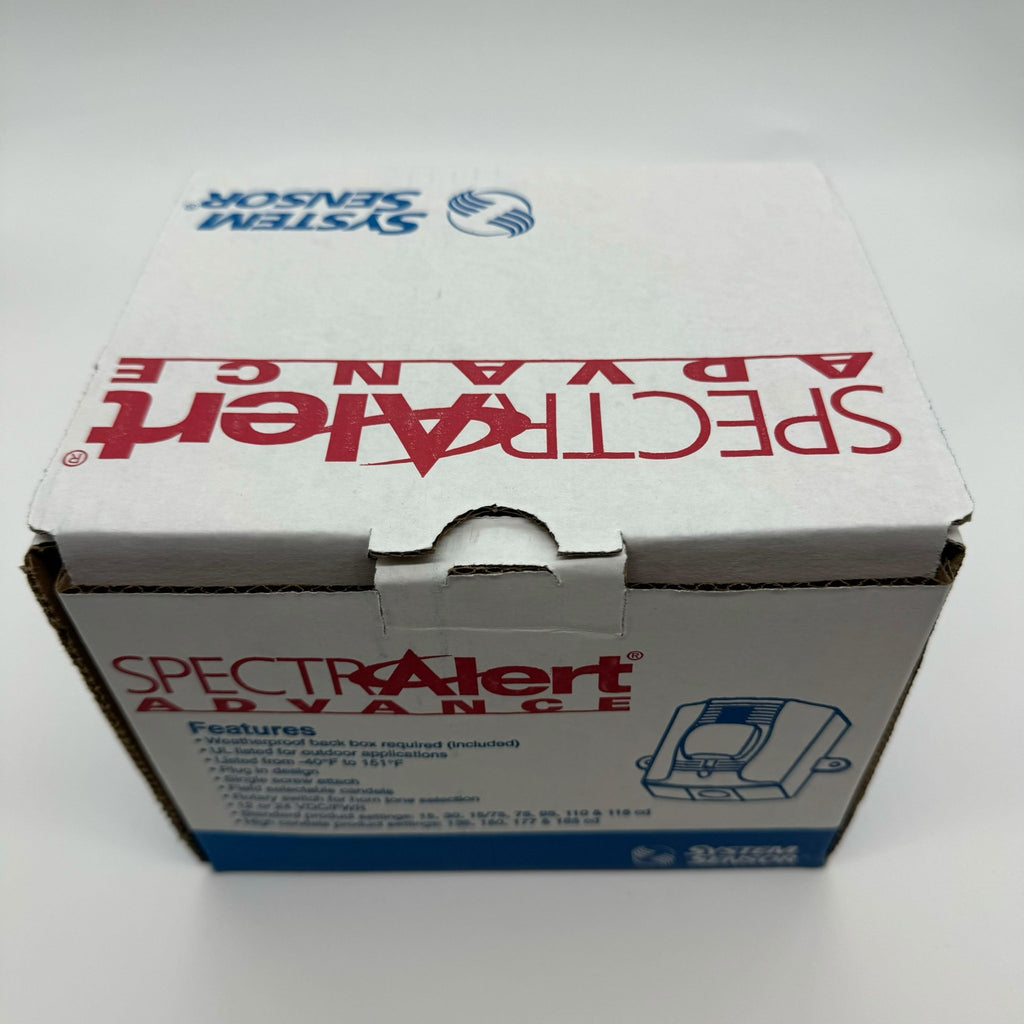 SYSTEM
SENSOR®
SPECTRAlert®
ADVANCE
SPECTRAlert®
ADVANCE
Features
Weatherproof back box required (included)
UL listed for outdoor applications
Listed from -40°F to 151°F
Plug in design
Single screw attach
Field selectable candela
Rotary switch for horn tone selection
12 or 24 VDC/FWR
Standard product settings: 15, 30, 15/75, 75, 95, 110 & 115 cd
High candela product settings: 135, 150, 177 & 185 cd
SYSTEM
SENSOR